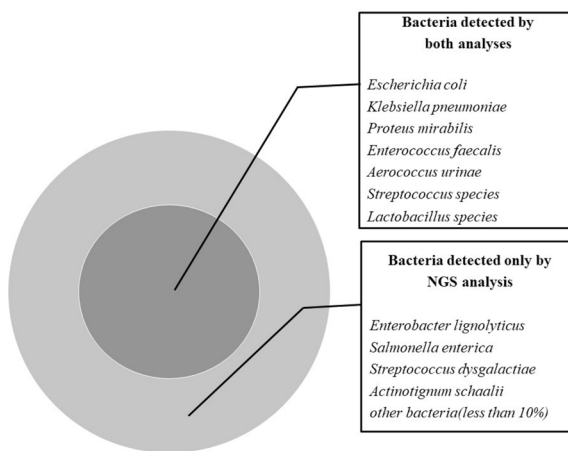 Bacteria detected by
both analyses
Escherichia coli
Klebsiella pneumoniae
Proteus mirabilis
Enterococcus faecalis
Aerococcus urinae
Streptococcus species
Lactobacillus species
Bacteria detected only by
NGS analysis
Enterobacter lignolyticus
Salmonella enterica
Streptococcus dysgalactiae
Actinotignum schaalii
other bacteria(less than 10%)